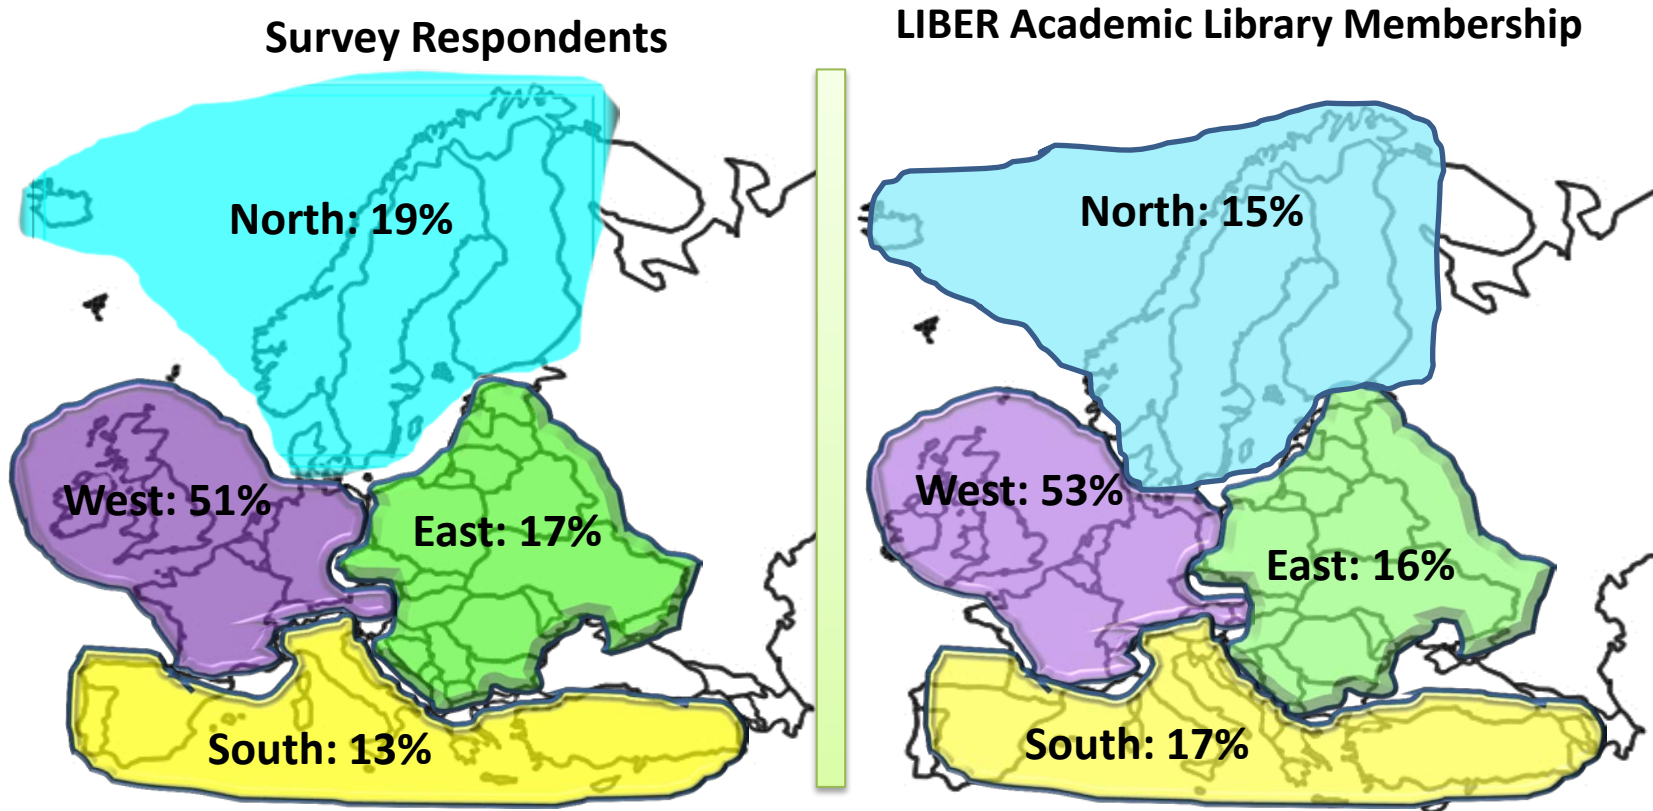 Survey Respondents
North: 19%
West: 51%
East: 17%
South: 13%
LIBER Academic Library Membership
North: 15%
West: 53%
East: 16%
South: 17%